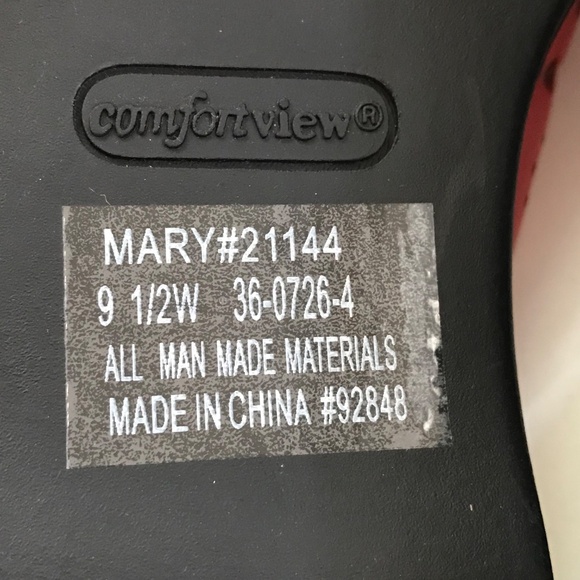 comfortview®
MARY#21144
9 1/2W 36-0726-4
ALL MAN MADE MATERIALS
MADE IN CHINA #92848